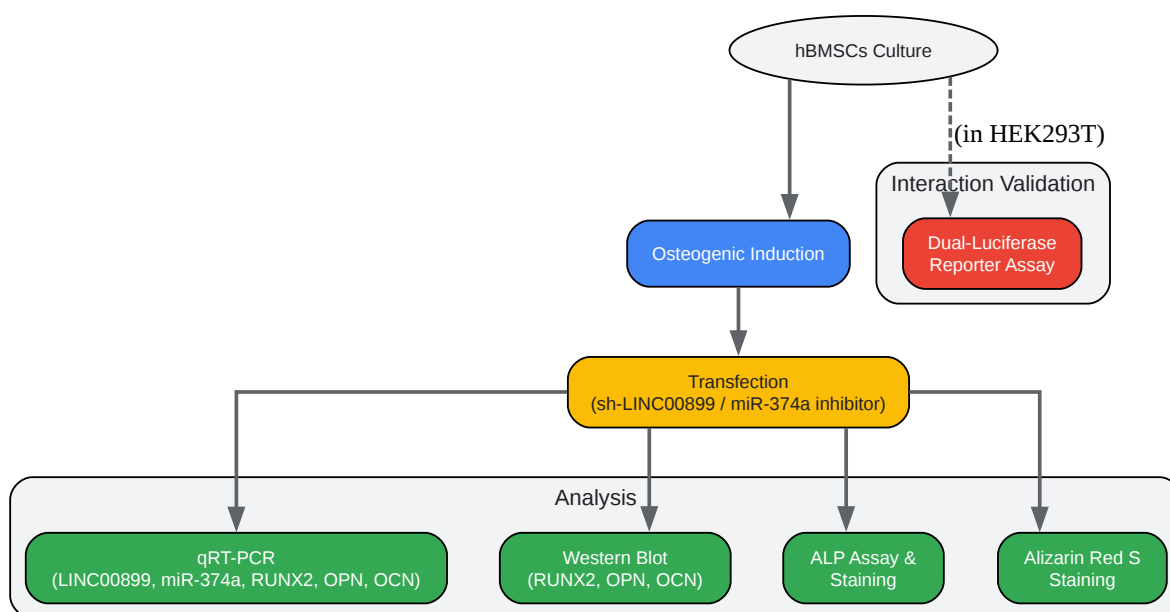 hBMSCs Culture
(in HEK293T)
Interaction Validation
Dual-Luciferase
Reporter Assay
Osteogenic Induction
Transfection
(sh-LINC00899 / miR-374a inhibitor)
Analysis
qRT-PCR
(LINC00899, miR-374a, RUNX2, OPN, OCN)
Western Blot
(RUNX2, OPN, OCN)
ALP Assay &
Staining
Alizarin Red S
Staining